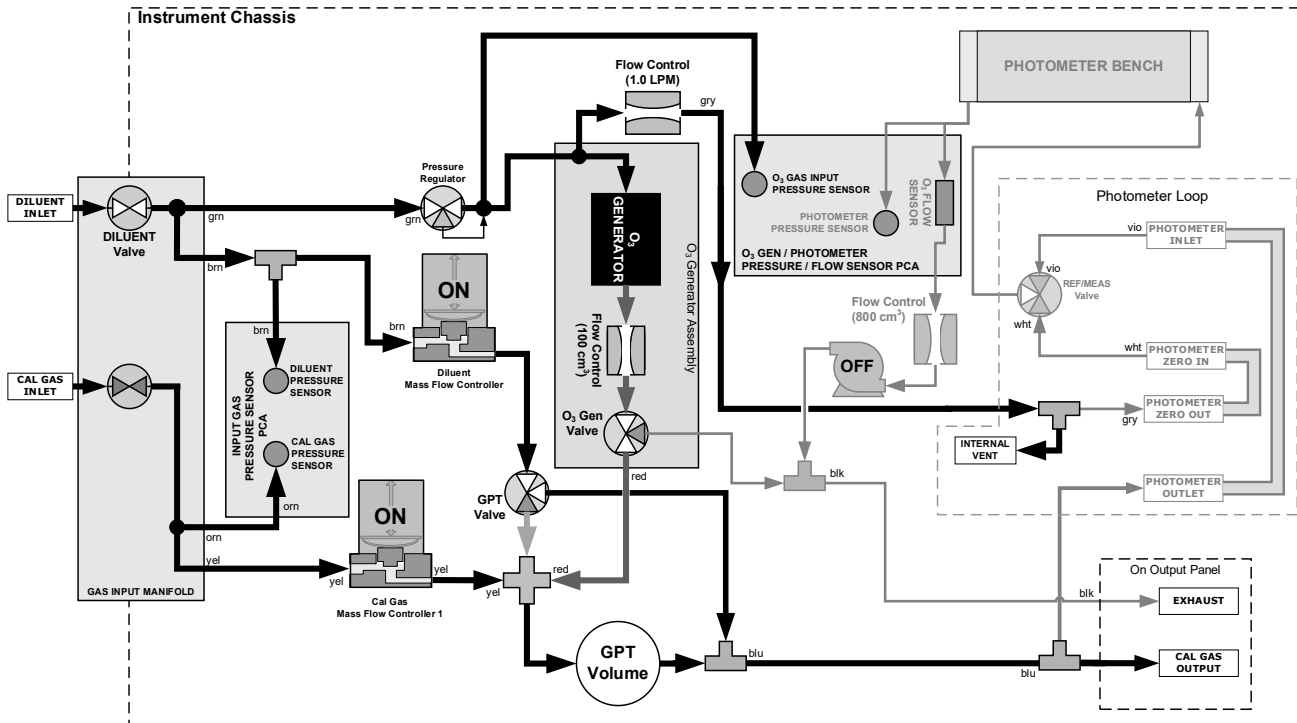 Instrument Chassis
Flow Control
(1.0 LPM)
gry
PHOTOMETER BENCH
Pressure
Regulator
DILUENT
INLET
DILUENT
Valve
grn
grn
O3
GENERATOR
O3 GAS INPUT
PRESSURE SENSOR
PHOTOMETER
PRESSURE SENSOR
O3 FLOW
SENSOR
O3 GEN / PHOTOMETER
PRESSURE / FLOW SENSOR PCA
O3 Generator Assembly
Photometer Loop
vio
PHOTOMETER
INLET
vio
REF/MEAS
Valve
wht
wht
PHOTOMETER
ZERO IN
PHOTOMETER
ZERO OUT
gry
INTERNAL
VENT
PHOTOMETER
OUTLET
brn
brn
brn
ON
Diluent
Mass Flow Controller
Flow Control
(100 cm3)
Flow Control
(800 cm3)
OFF
CAL GAS
INLET
DILUENT
PRESSURE
SENSOR
INPUT GAS
PRESSURE SENSOR
PCA
CAL GAS
PRESSURE
SENSOR
orn
orn
O3 Gen
Valve
red
blk
GPT
Valve
ON
yel
yel
yel
yel
red
Cal Gas
Mass Flow Controller 1
GAS INPUT MANIFOLD
GPT
Volume
blu
blu
On Output Panel
blk
EXHAUST
CAL GAS
OUTPUT